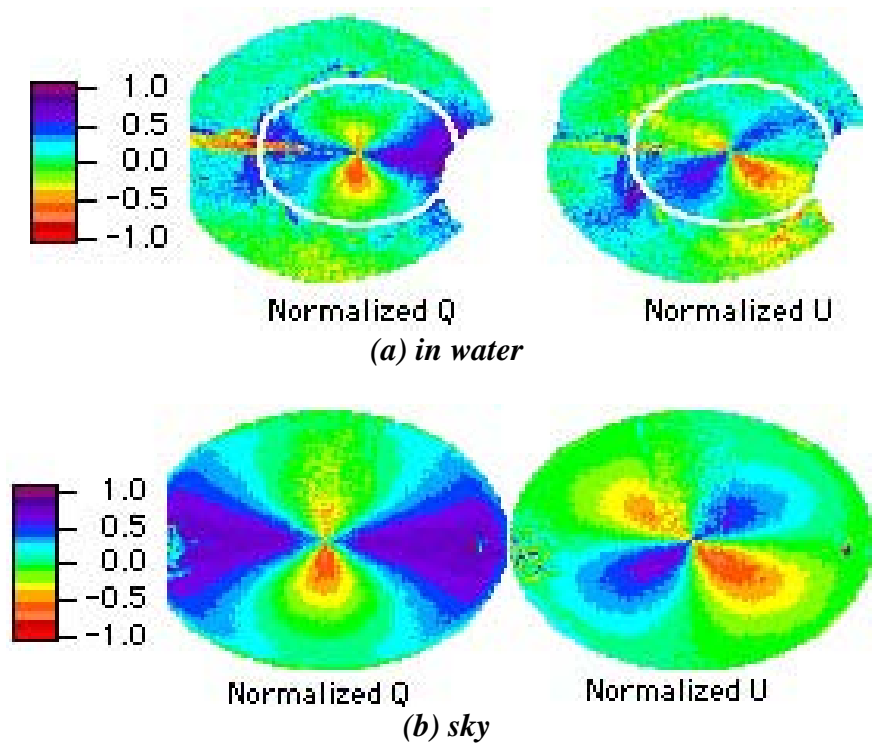 1.0
0.5
0.0
-0.5
-1.0
Normalized Q
Normalized U
(a) in water
1.0
0.5
0.0
-0.5
-1.0
Normalized Q
Normalized U
(b) sky